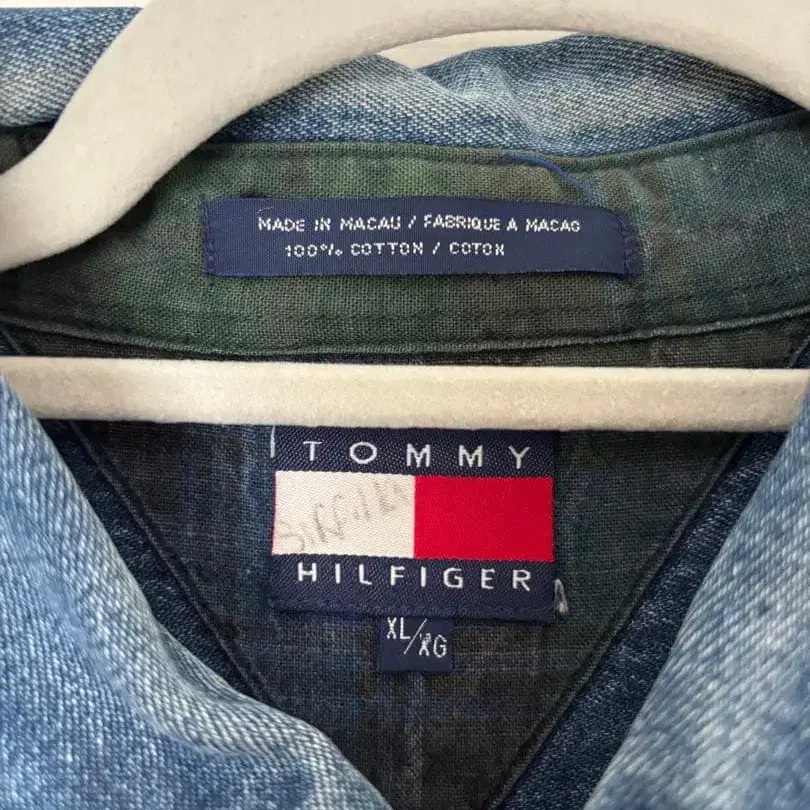 MADE IN MACAU / FABRIQUE A MACAO
100% COTTON / COTON
TOMMY
HILFIGER
XL/XG